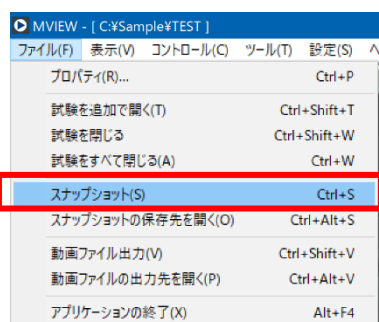 MVIEW - [ C:¥Sample¥TEST ]
ファイル(F) 表示(V) コントロール(C) ツール(T) 設定(S) ヘ
プロパティ(R)... Ctrl+P
試験を追加で開く(T) Ctrl+Shift+T
試験を閉じる Ctrl+Shift+W
試験をすべて閉じる(A) Ctrl+W
スナップショット(S) Ctrl+S
スナップショットの保存先を開く(O) Ctrl+Alt+S
動画ファイル出力(V) Ctrl+Shift+V
動画ファイルの出力先を開く(P) Ctrl+Alt+V
アプリケーションの終了(X) Alt+F4